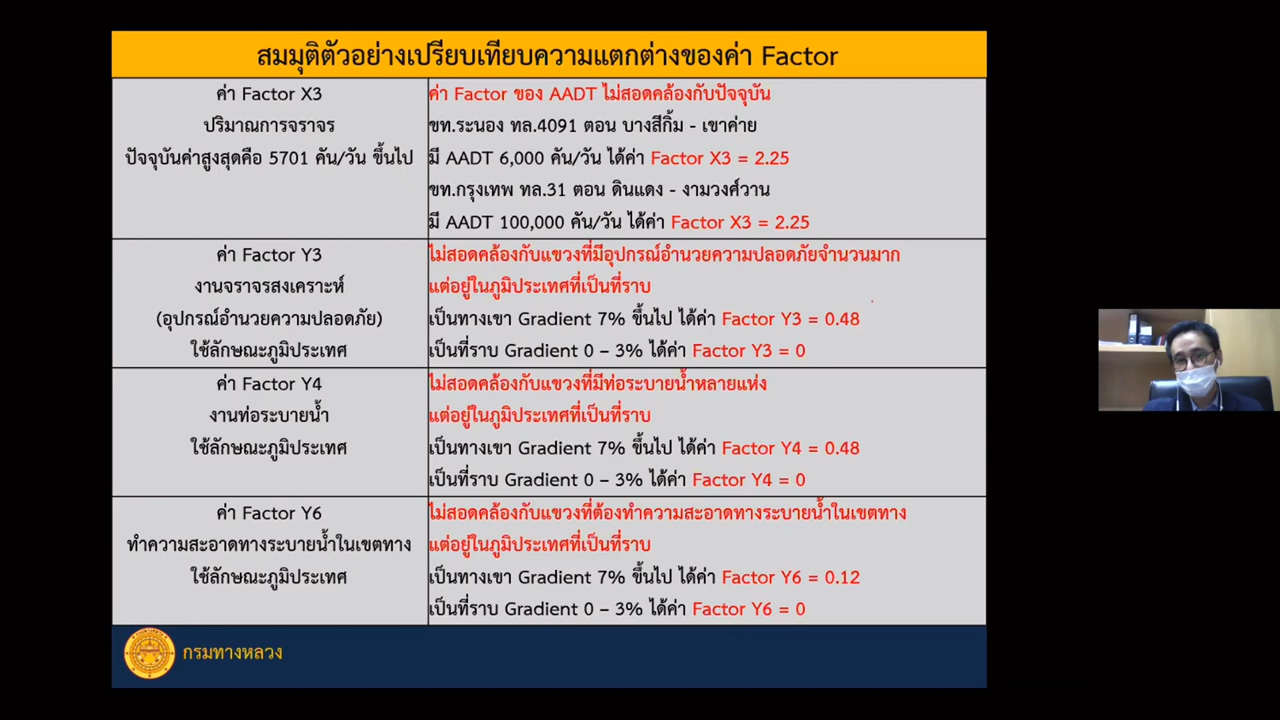 สมมุติตัวอย่างเปรียบเทียบความแตกต่างของค่า Factor
ค่า Factor X3
ปริมาณการจราจร
ปัจจุบันค่าสูงสุดคือ 5701 คัน/วัน ขึ้นไป
ค่า Factor ของ AADT ไม่สอดคล้องกับปัจจุบัน
ขท.ระนอง ทล.4091 ตอน บางสีกิ้ม - เขาค่าย
มี AADT 6,000 คัน/วัน ได้ค่า Factor X3 = 2.25
ขท.กรุงเทพ ทล.31 ตอน ดินแดง - งามวงศ์วาน
มี AADT 100,000 คัน/วัน ได้ค่า Factor X3 = 2.25
ค่า Factor Y3
งานจราจรสงเคราะห์
(อุปกรณ์อำนวยความปลอดภัย)
ใช้ลักษณะภูมิประเทศ
ไม่สอดคล้องกับแขวงที่มีอุปกรณ์อำนวยความปลอดภัยจำนวนมาก
แต่อยู่ในภูมิประเทศที่เป็นที่ราบ
เป็นทางเขา Gradient 7% ขึ้นไป ได้ค่า Factor Y3 = 0.48
เป็นที่ราบ Gradient 0 – 3% ได้ค่า Factor Y3 = 0
ค่า Factor Y4
งานท่อระบายน้ำ
ใช้ลักษณะภูมิประเทศ
ไม่สอดคล้องกับแขวงที่มีท่อระบายน้ำหลายแห่ง
แต่อยู่ในภูมิประเทศที่เป็นที่ราบ
เป็นทางเขา Gradient 7% ขึ้นไป ได้ค่า Factor Y4 = 0.48
เป็นที่ราบ Gradient 0 – 3% ได้ค่า Factor Y4 = 0
ค่า Factor Y6
ทำความสะอาดทางระบายน้ำในเขตทาง
ใช้ลักษณะภูมิประเทศ
ไม่สอดคล้องกับแขวงที่ต้องทำความสะอาดทางระบายน้ำในเขตทาง
แต่อยู่ในภูมิประเทศที่เป็นที่ราบ
เป็นทางเขา Gradient 7% ขึ้นไป ได้ค่า Factor Y6 = 0.12
เป็นที่ราบ Gradient 0 – 3% ได้ค่า Factor Y6 = 0
กรมทางหลวง